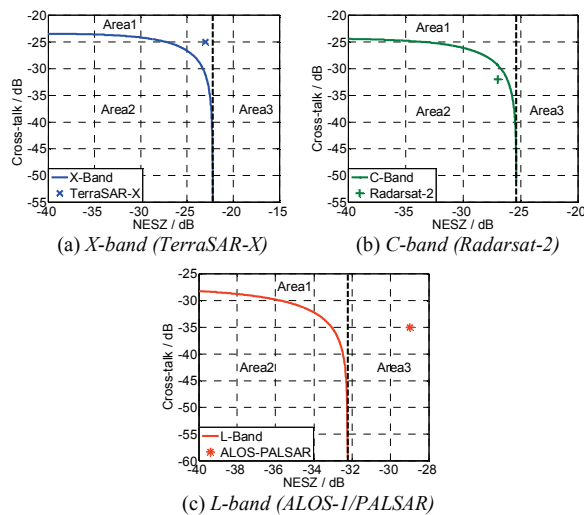 Area1
-20
-25
-30
-35
-40
-45
-50
-55
Cross-talk / dB
Area2
Area3
X-Band
TerraSAR-X
-40 -35 -30 -25 -20 -15
NESZ / dB
(a) X-band (TerraSAR-X)
Area1
-20
-25
-30
-35
-40
-45
-50
-55
Cross-talk / dB
Area2
Area3
C-Band
Radarsat-2
-40 -35 -30 -25 -20
NESZ / dB
(b) C-band (Radarsat-2)
Area1
-25
-30
-35
-40
-45
-50
-55
-60
Cross-talk / dB
Area2
Area3
L-Band
ALOS-PALSAR
-40 -38 -36 -34 -32 -30 -28
NESZ / dB
(c) L-band (ALOS-1/PALSAR)